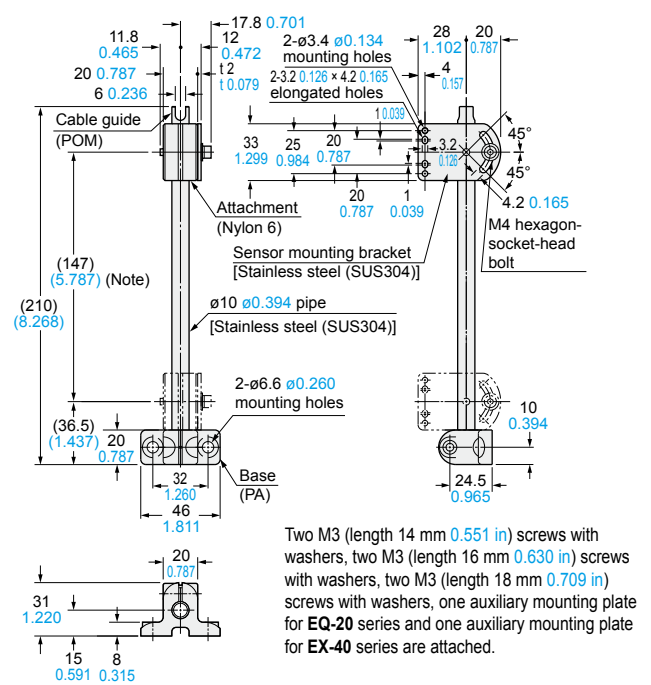 17.8 0.701
11.8
0.465
12
0.472
20 0.787
t 2
t 0.079
6 0.236
Cable guide
(POM)
Attachment
(Nylon 6)
(147)
(5.787) (Note)
(210)
(8.268)
ø10 ø0.394 pipe
[Stainless steel (SUS304)]
2-ø6.6 ø0.260
mounting holes
(36.5)
(1.437)
20
0.787
32
1.260
46
1.811
Base
(PA)
2-ø3.4 ø0.134
mounting holes
2-3.2 0.126 × 4.2 0.165
elongated holes
28
1.102
20
0.787
4
0.157
1 0.039
33
1.299
25
0.984
20
0.787
3.2
0.126
45°
45°
20
0.787
1
0.039
4.2 0.165
M4 hexagon-
socket-head
bolt
Sensor mounting bracket
[Stainless steel (SUS304)]
10
0.394
24.5
0.965
20
0.787
31
1.220
15
0.591
8
0.315
Two M3 (length 14 mm 0.551 in) screws with
washers, two M3 (length 16 mm 0.630 in) screws
with washers, two M3 (length 18 mm 0.709 in)
screws with washers, one auxiliary mounting plate
for EQ-20 series and one auxiliary mounting plate
for EX-40 series are attached.